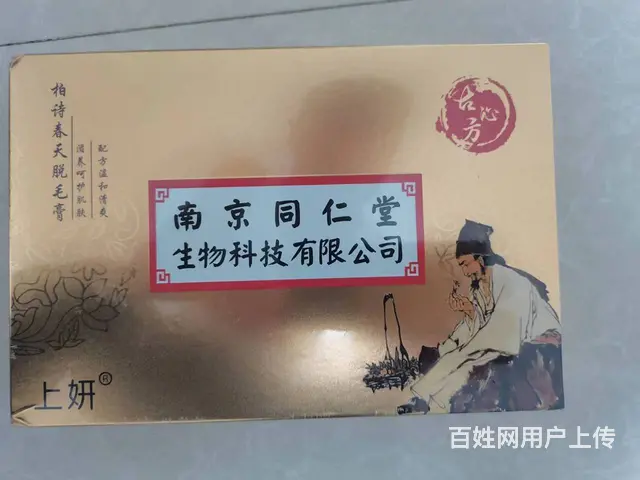 柏诗春天脱毛膏
配方温和清爽
滋养呵护肌肤
古沁方
南京同仁堂
生物科技有限公司
上妍®
百姓网用户上传